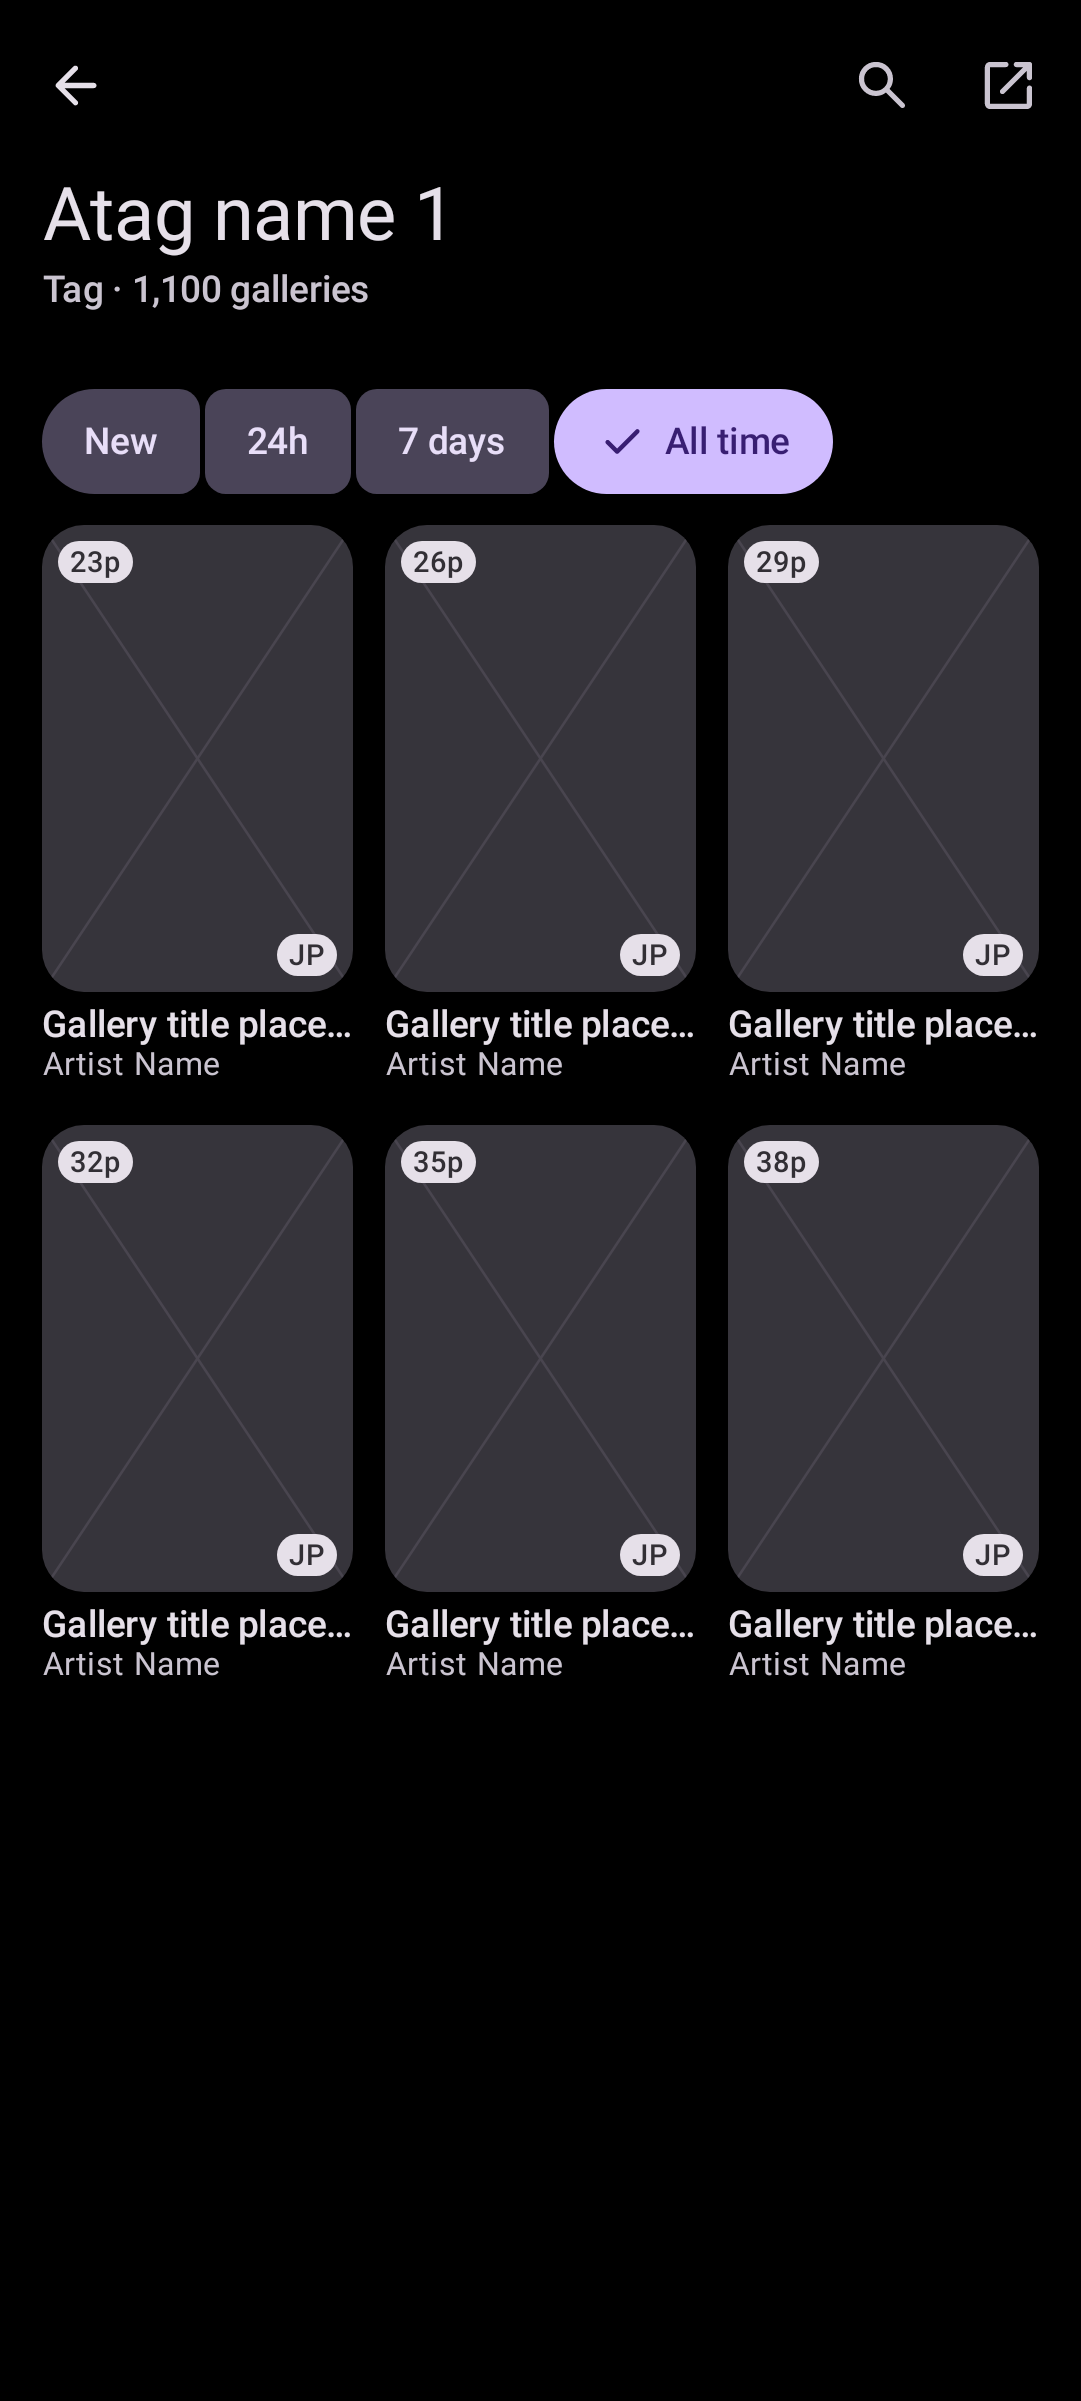 Atag name 1
Tag · 1,100 galleries
New
24h
7 days
All time
23p
26p
29p
JP
JP
JP
Gallery title place…
Gallery title place…
Gallery title place…
Artist Name
Artist Name
Artist Name
32p
35p
38p
JP
JP
JP
Gallery title place…
Gallery title place…
Gallery title place…
Artist Name
Artist Name
Artist Name